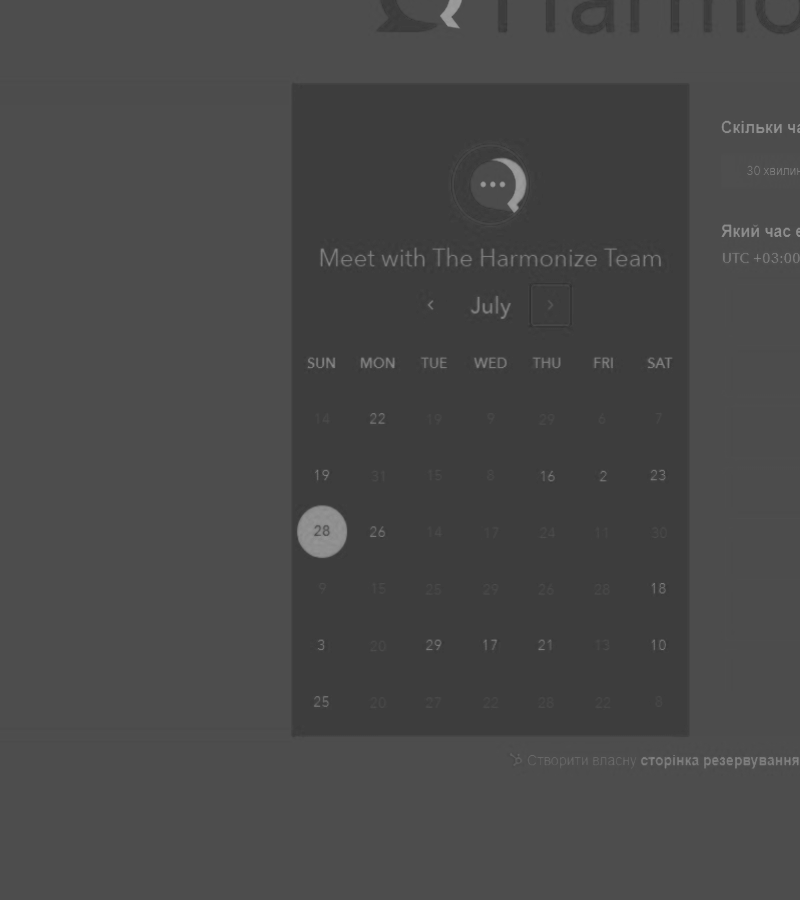 Harmo
Скільки ча
30 хвилин
Meet with The Harmonize Team
Який час є
UTC +03:00
July
SUN MON TUE WED THU FRI SAT
14 22 19 9 29 6 7
19 31 15 8 16 2 23
28 26 14 17 24 11 30
9 15 25 29 26 28 18
3 20 29 17 21 13 10
25 20 27 22 28 22 8
Створити власну сторінка резервування